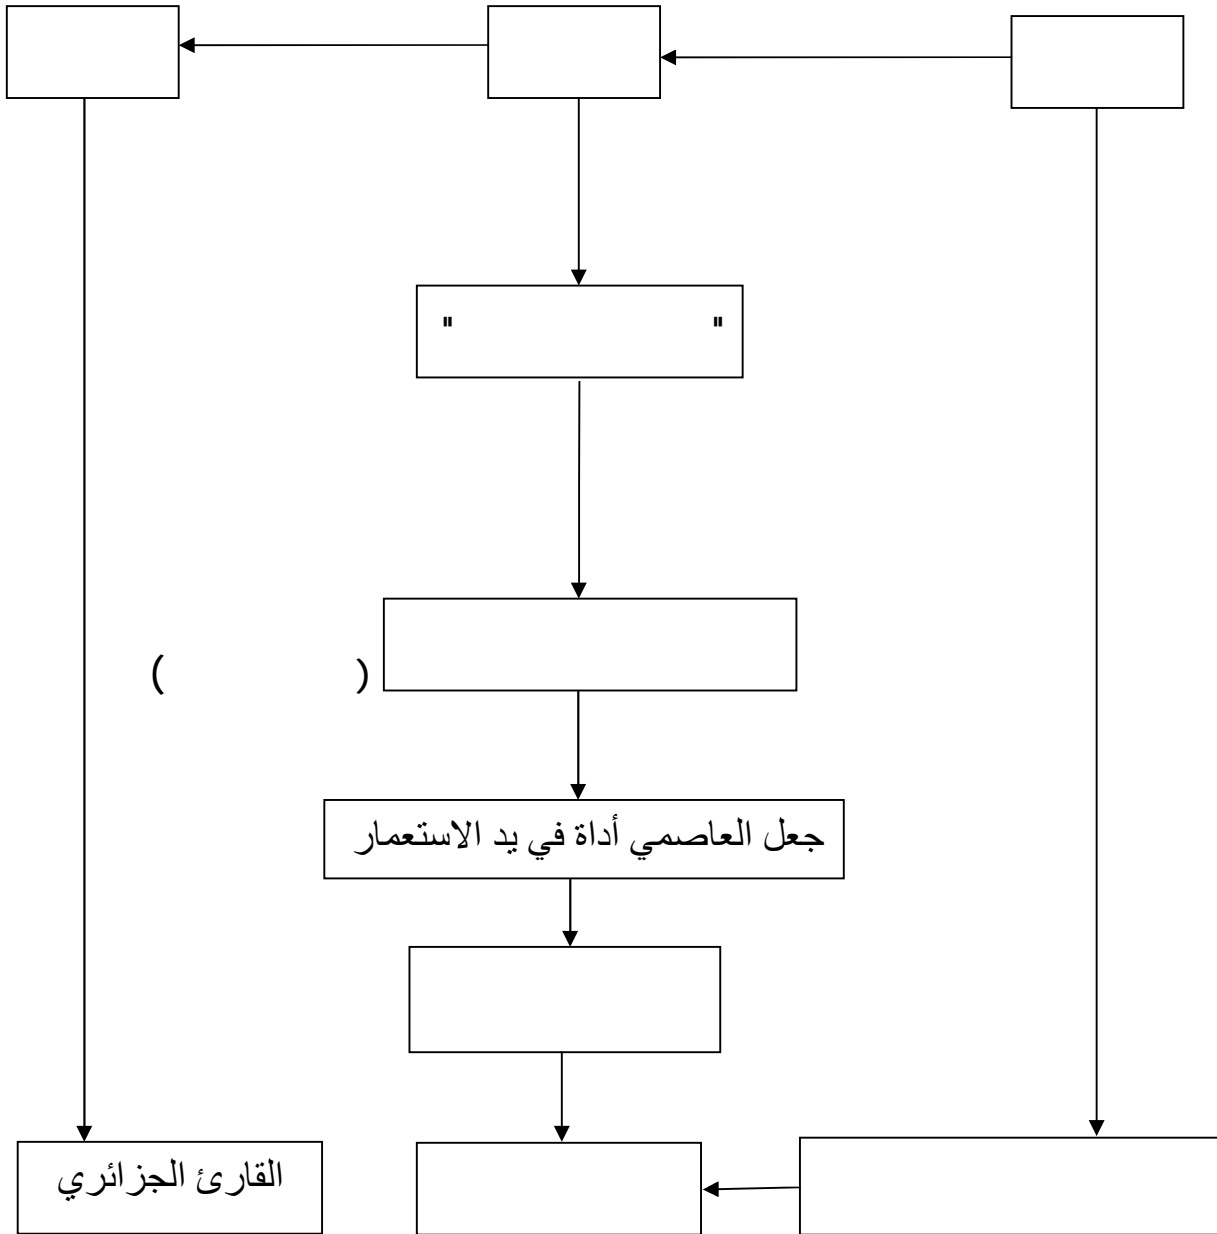 " "
( )
جعل العاصمي أداة في يد الاستعمار
القارئ الجزائري